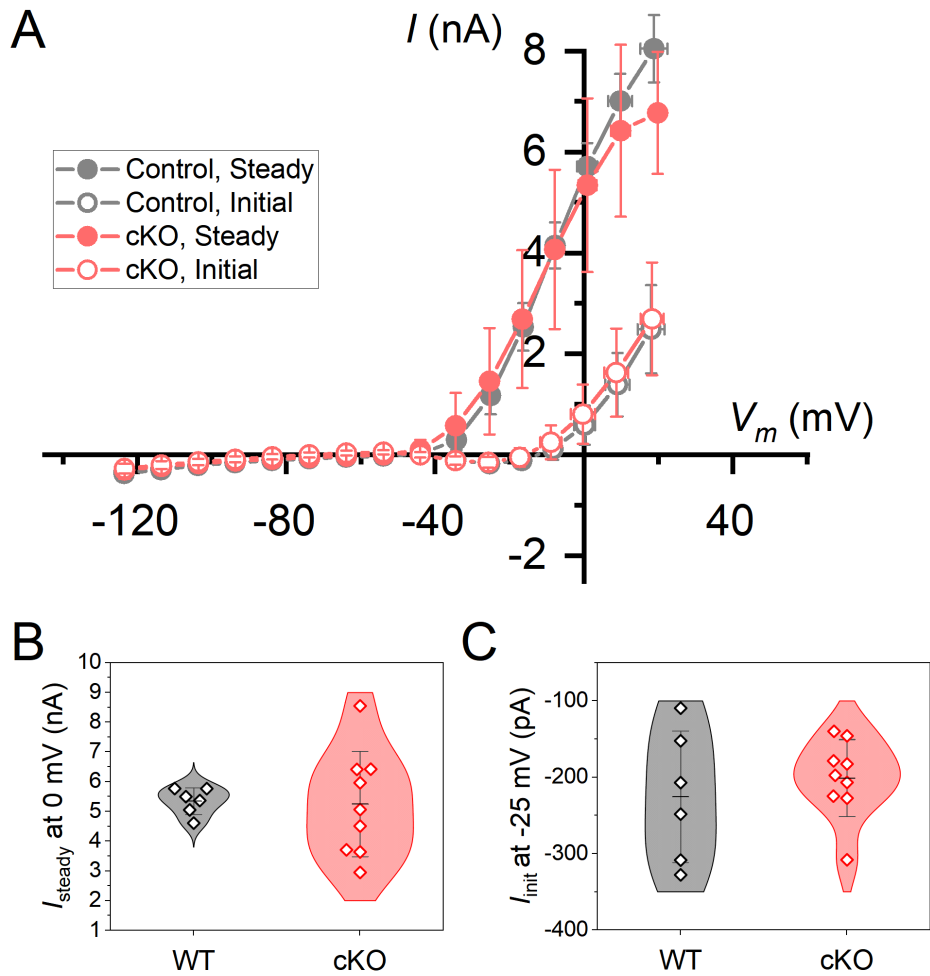 A
I (nA)
8
6
4
2
-2
Control, Steady
Control, Initial
cKO, Steady
cKO, Initial
Vm (mV)
-120 -80 -40 40
B
Isteady at 0 mV (nA)
10
9
8
7
6
5
4
3
2
1
WT cKO
C
Iinit at -25 mV (pA)
-100
-200
-300
-400
WT cKO